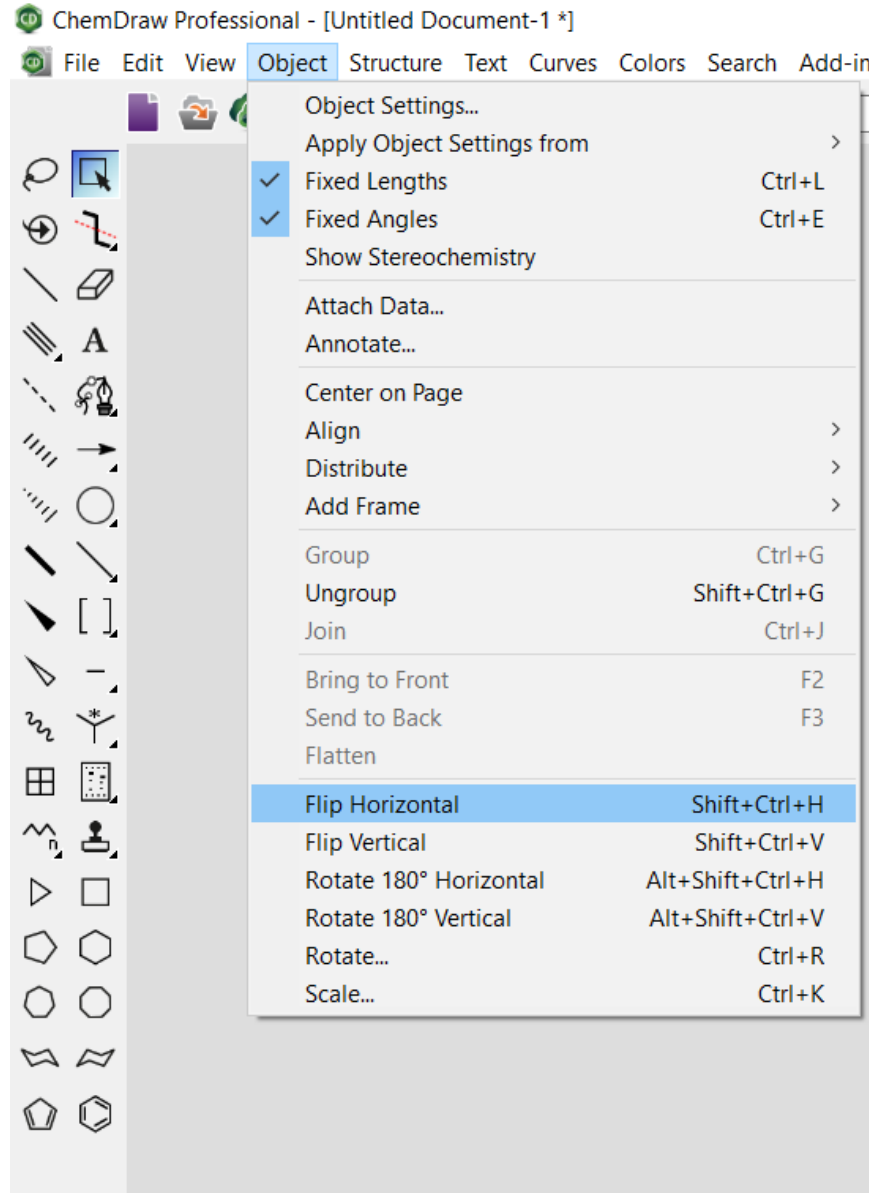 ChemDraw Professional - [Untitled Document-1 *]
File Edit View Object Structure Text Curves Colors Search
Object Settings...
Apply Object Settings from
Fixed Lengths Ctrl+L
Fixed Angles Ctrl+E
Show Stereochemistry
Attach Data...
Annotate...
Center on Page
Align
Distribute
Add Frame
Group Ctrl+G
Ungroup Shift+Ctrl+G
Join Ctrl+J
Bring to Front F2
Send to Back F3
Flatten
Flip Horizontal Shift+Ctrl+H
Flip Vertical Shift+Ctrl+V
Rotate 180° Horizontal Alt+Shift+Ctrl+H
Rotate 180° Vertical Alt+Shift+Ctrl+V
Rotate... Ctrl+R
Scale... Ctrl+K